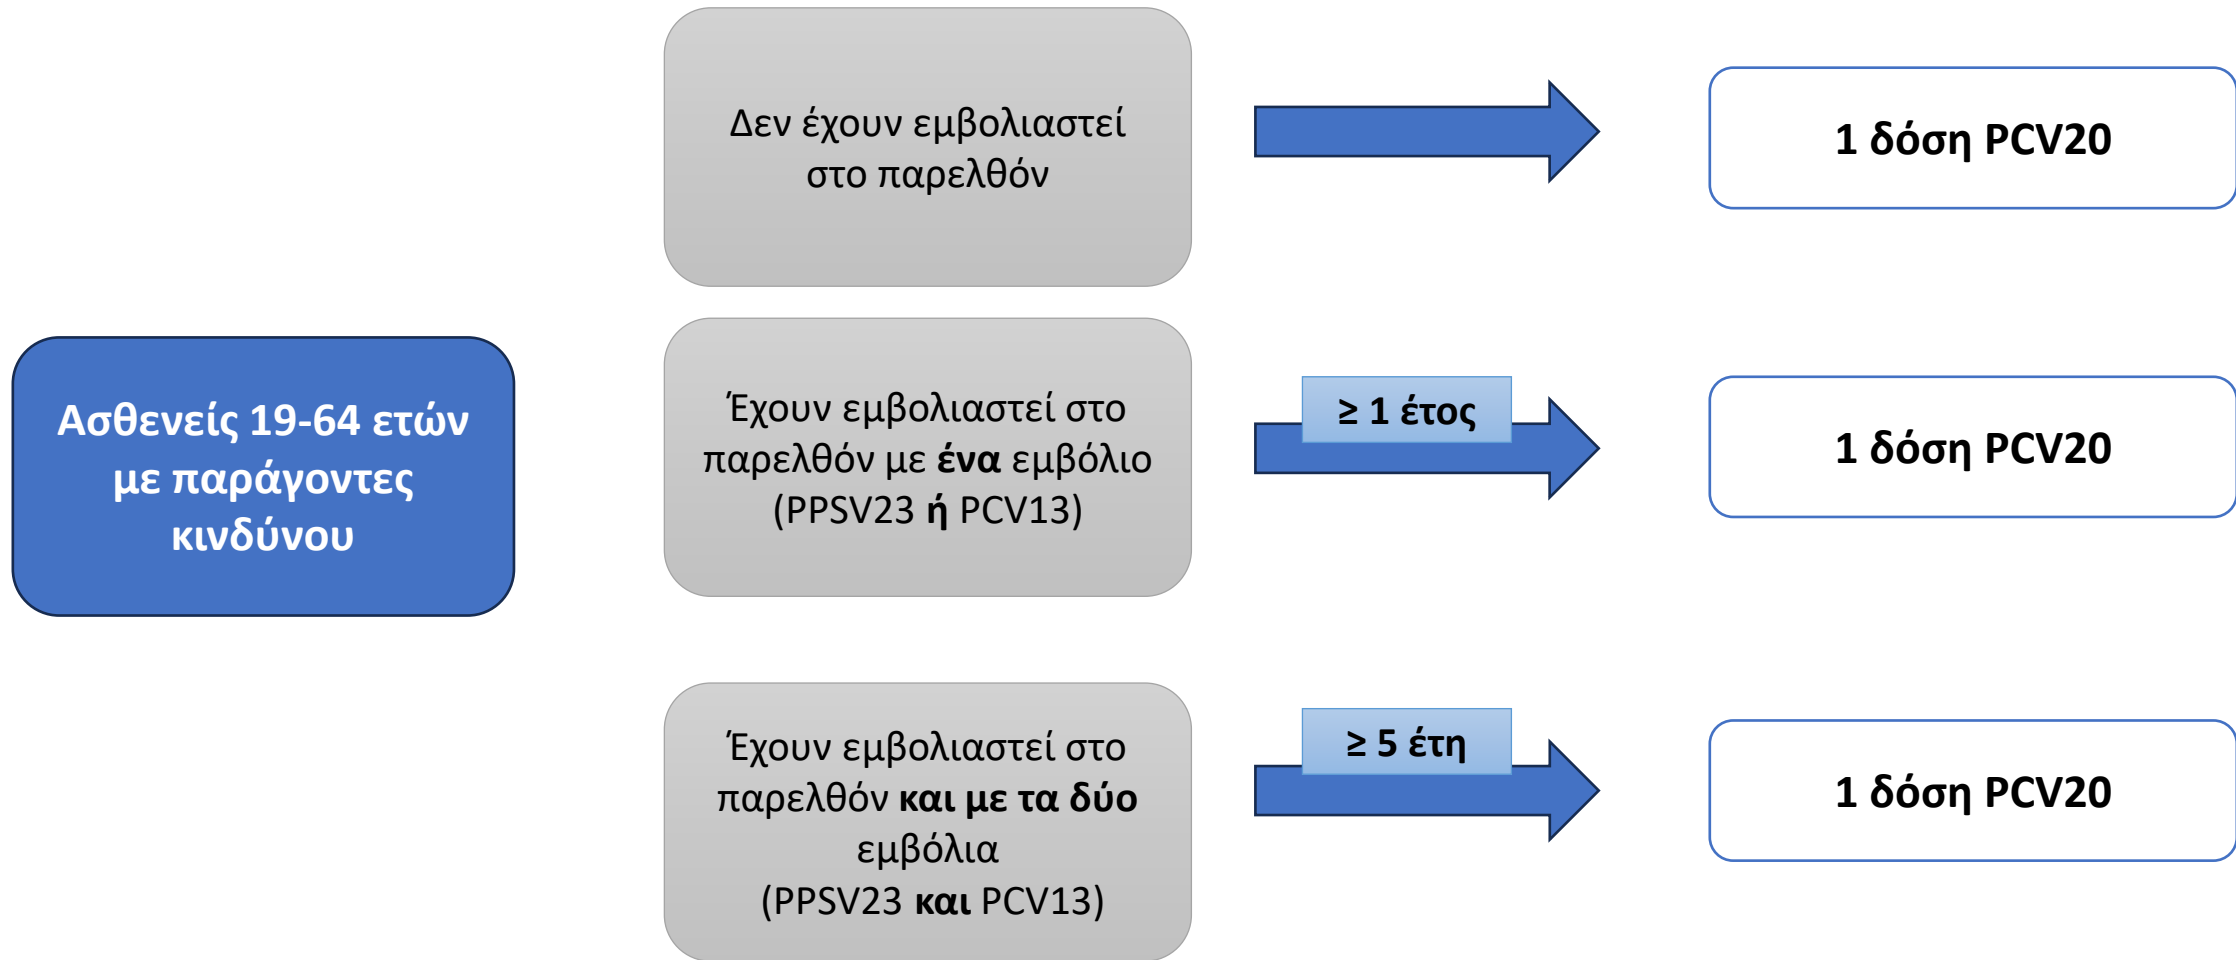 Ασθενείς 19-64 ετών
με παράγοντες
κινδύνου
Δεν έχουν εμβολιαστεί
στο παρελθόν
1 δόση PCV20
Έχουν εμβολιαστεί στο
παρελθόν με ένα εμβόλιο
(PPSV23 ή PCV13)
≥ 1 έτος
1 δόση PCV20
Έχουν εμβολιαστεί στο
παρελθόν και με τα δύο
εμβόλια
(PPSV23 και PCV13)
≥ 5 έτη
1 δόση PCV20